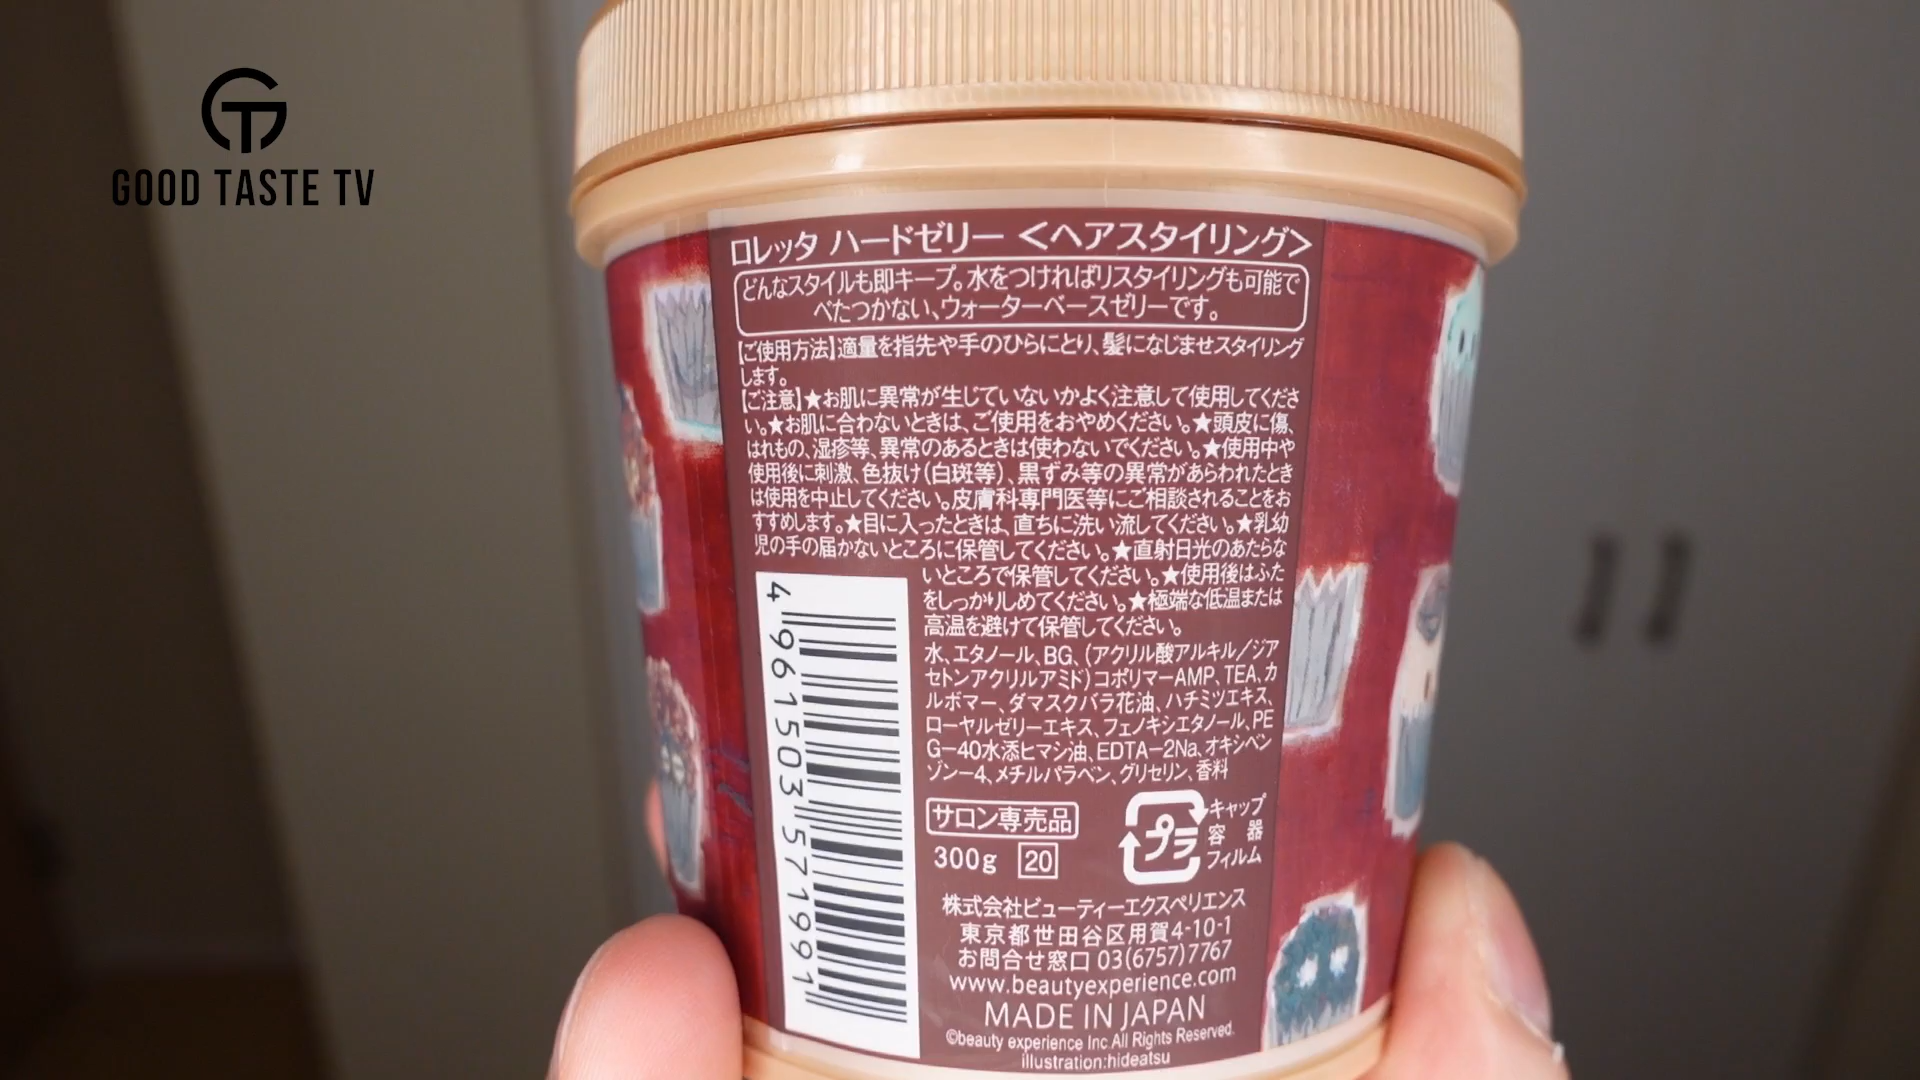 GOOD TASTE TV
ロレッタ ハードゼリー <ヘアスタイリング>
どんなスタイルも即キープ。水をつければリスタイリングも可能で
べたつかない、ウォーターベースゼリーです。
【ご使用方法】適量を指先や手のひらにとり、髪になじませスタイリング
します。
【ご注意】★お肌に異常が生じていないかよく注意して使用してくださ
い。★お肌に合わないときは、ご使用をおやめください。★頭皮に傷、
はれもの、湿疹等、異常のあるときは使わないでください。★使用中や
使用後に刺激、色抜け(白斑等)、黒ずみ等の異常があらわれたとき
は使用を中止してください。皮膚科専門医等にご相談されることをお
すすめします。★目に入ったときは、直ちに洗い流してください。★乳幼
児の手の届かないところに保管してください。★直射日光のあたらな
いところで保管してください。★使用後はふた
をしっかりしめてください。★極端な低温または
高温を避けて保管してください。
水、エタノール、BG、(アクリル酸アルキル/ジア
セトンアクリルアミド)コポリマーAMP、TEA、カ
ルボマー、ダマスクバラ花油、ハチミツエキス、
ローヤルゼリーエキス、フェノキシエタノール、PE
G-40水添ヒマシ油、EDTA-2Na、オキシベン
ゾン-4、メチルパラベン、グリセリン、香料
4961503571991
サロン専売品
300g 20
プラ
キャップ
容器
フィルム
株式会社ビューティーエクスペリエンス
東京都世田谷区用賀4-10-1
お問合せ窓口 03(6757)7767
www.beautyexperience.com
MADE IN JAPAN
©beauty experience Inc.All Rights Reserved.
illustration:hideatsu